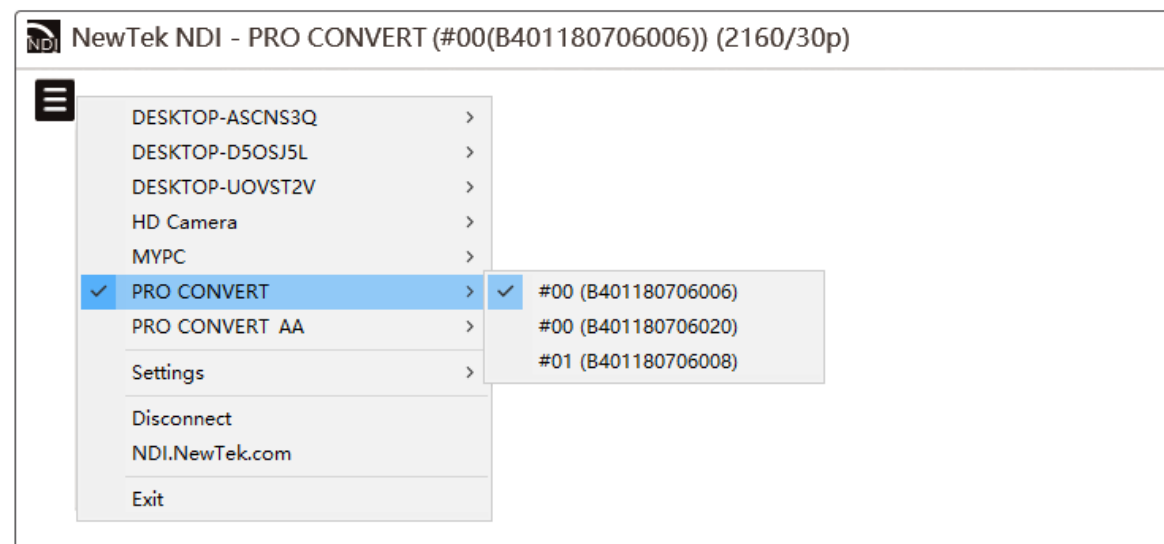 NDI NewTek NDI - PRO CONVERT (#00(B401180706006)) (2160/30p)
DESKTOP-ASCNS3Q
DESKTOP-D5OSJ5L
DESKTOP-UOVST2V
HD Camera
MYPC
PRO CONVERT
PRO CONVERT AA
Settings
Disconnect
NDI.NewTek.com
Exit
#00 (B401180706006)
#00 (B401180706020)
#01 (B401180706008)